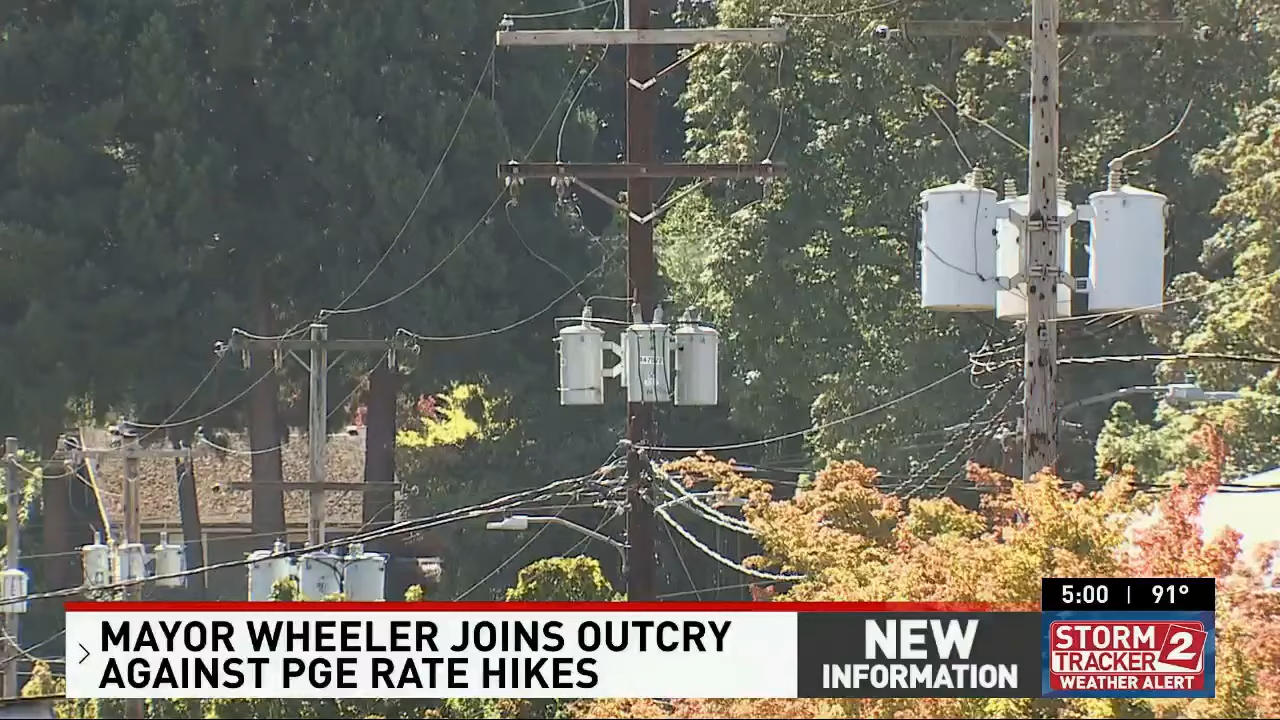 5:00 | 91°
MAYOR WHEELER JOINS OUTCRY
AGAINST PGE RATE HIKES
NEW
INFORMATION
STORM
TRACKER 2
WEATHER ALERT